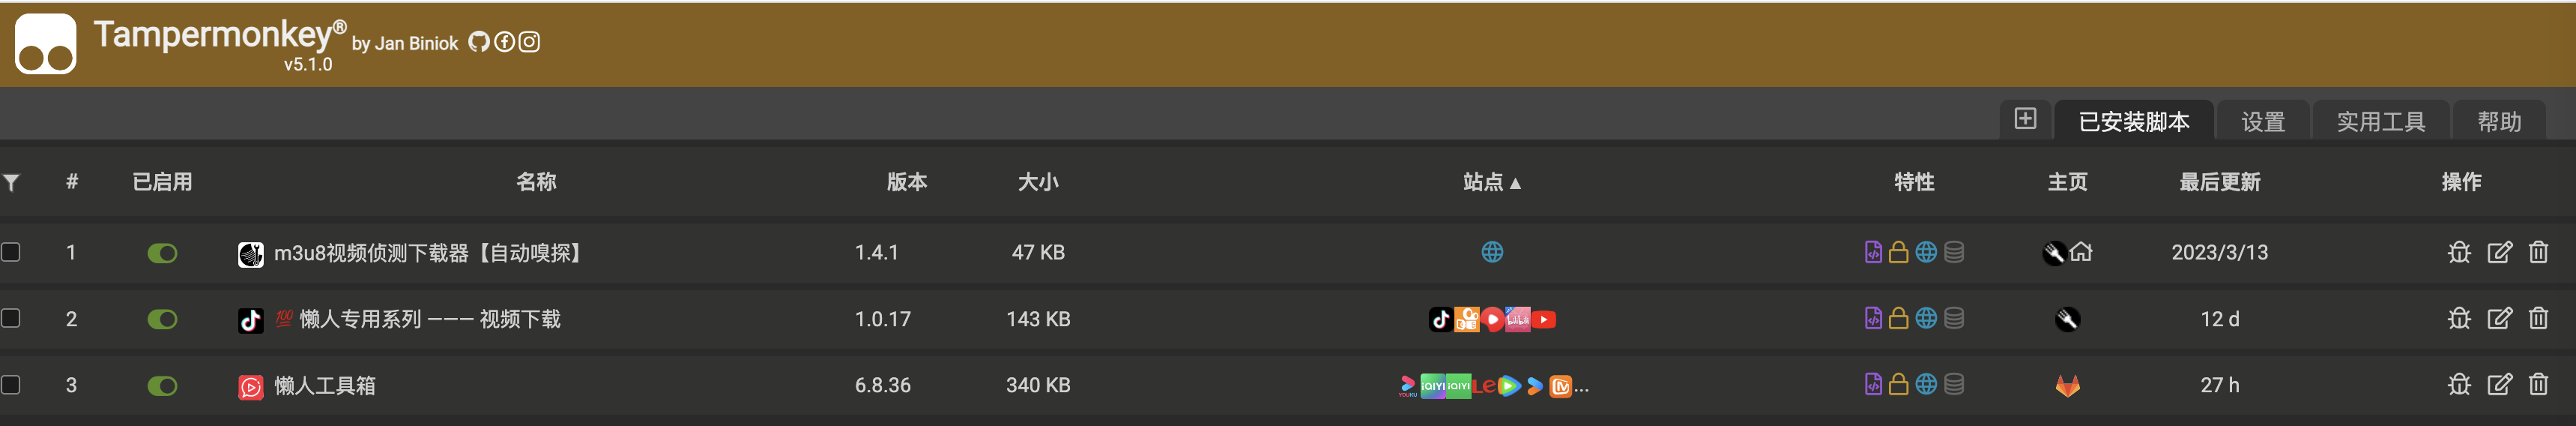 Tampermonkey® by Jan Biniok
v5.1.0
已安装脚本 设置 实用工具 帮助
# 已启用 名称 版本 大小 站点 ▲ 特性 主页 最后更新 操作
1 m3u8视频侦测下载器【自动嗅探】 1.4.1 47 KB 2023/3/13
2 💯 懒人专用系列 ——— 视频下载 1.0.17 143 KB bilibili 12 d
3 懒人工具箱 6.8.36 340 KB YOUKU iQIYI iQIYI Le ... 27 h